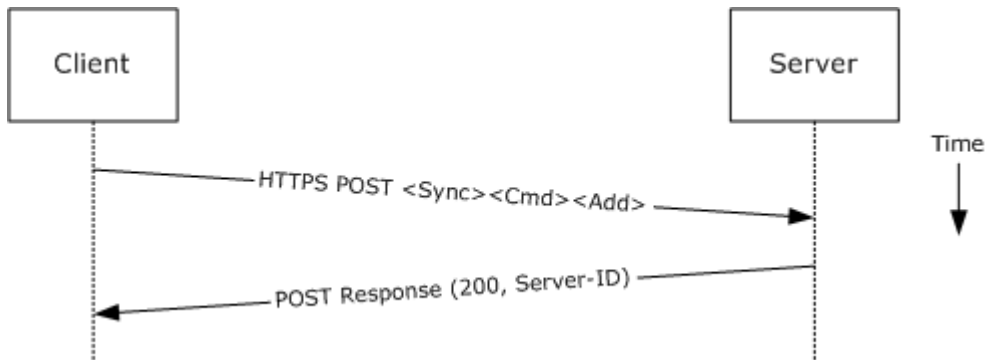 Client
Server
Time
HTTPS POST <Sync><Cmd><Add>
POST Response (200, Server-ID)